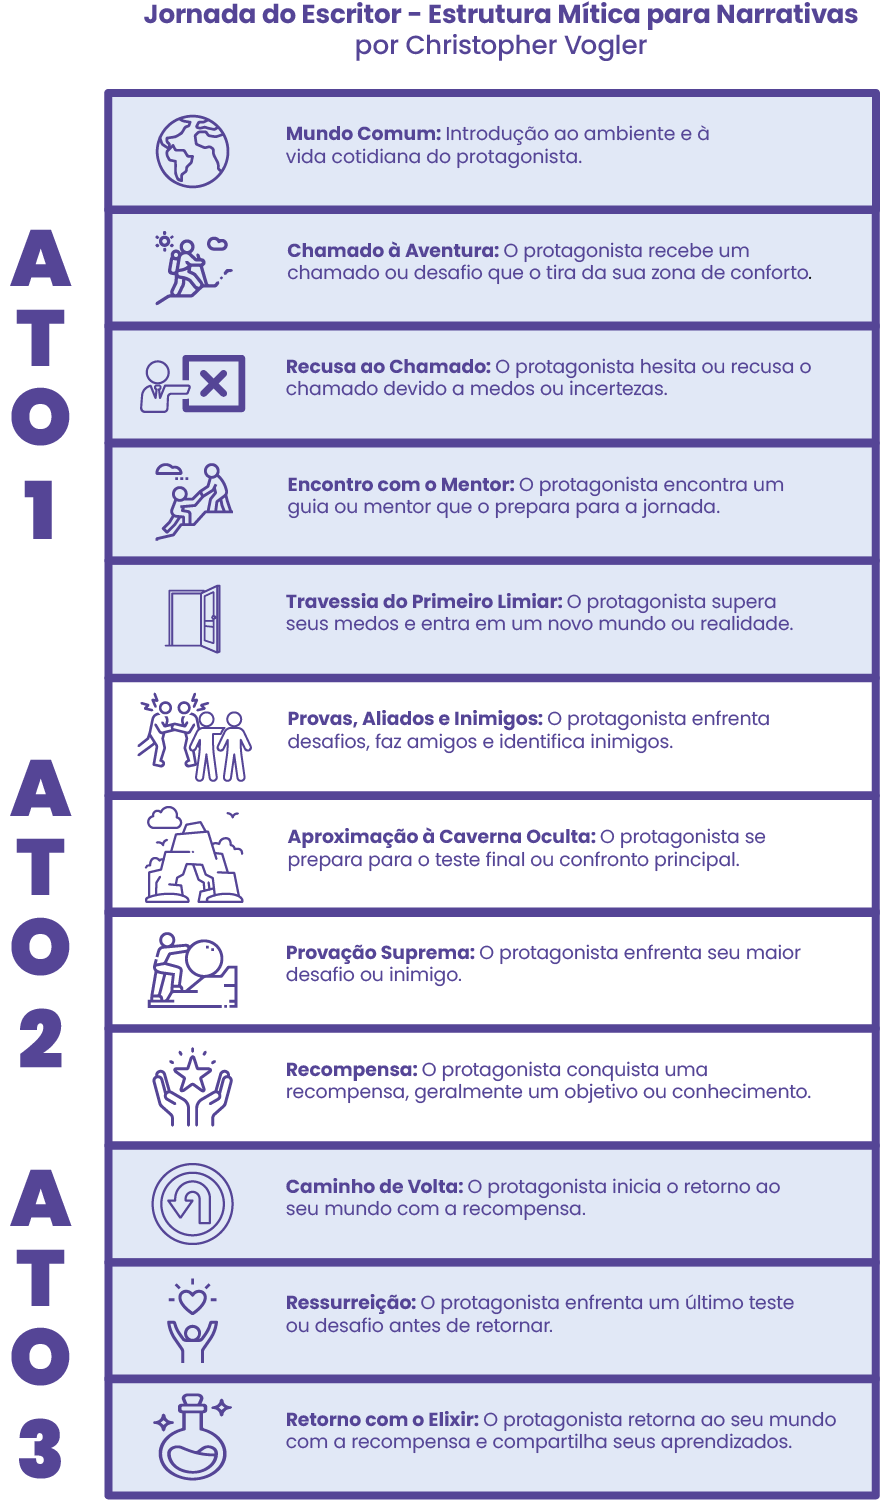 Jornada do Escritor - Estrutura Mítica para Narrativas
por Christopher Vogler
ATO 1
Mundo Comum: Introdução ao ambiente e à
vida cotidiana do protagonista.
Chamado à Aventura: O protagonista recebe um
chamado ou desafio que o tira da sua zona de conforto.
Recusa ao Chamado: O protagonista hesita ou recusa o
chamado devido a medos ou incertezas.
Encontro com o Mentor: O protagonista encontra um
guia ou mentor que o prepara para a jornada.
Travessia do Primeiro Limiar: O protagonista supera
seus medos e entra em um novo mundo ou realidade.
ATO 2
Provas, Aliados e Inimigos: O protagonista enfrenta
desafios, faz amigos e identifica inimigos.
Aproximação à Caverna Oculta: O protagonista se
prepara para o teste final ou confronto principal.
Provação Suprema: O protagonista enfrenta seu maior
desafio ou inimigo.
Recompensa: O protagonista conquista uma
recompensa, geralmente um objetivo ou conhecimento.
ATO 3
Caminho de Volta: O protagonista inicia o retorno ao
seu mundo com a recompensa.
Ressurreição: O protagonista enfrenta um último teste
ou desafio antes de retornar.
Retorno com o Elixir: O protagonista retorna ao seu mundo
com a recompensa e compartilha seus aprendizados.